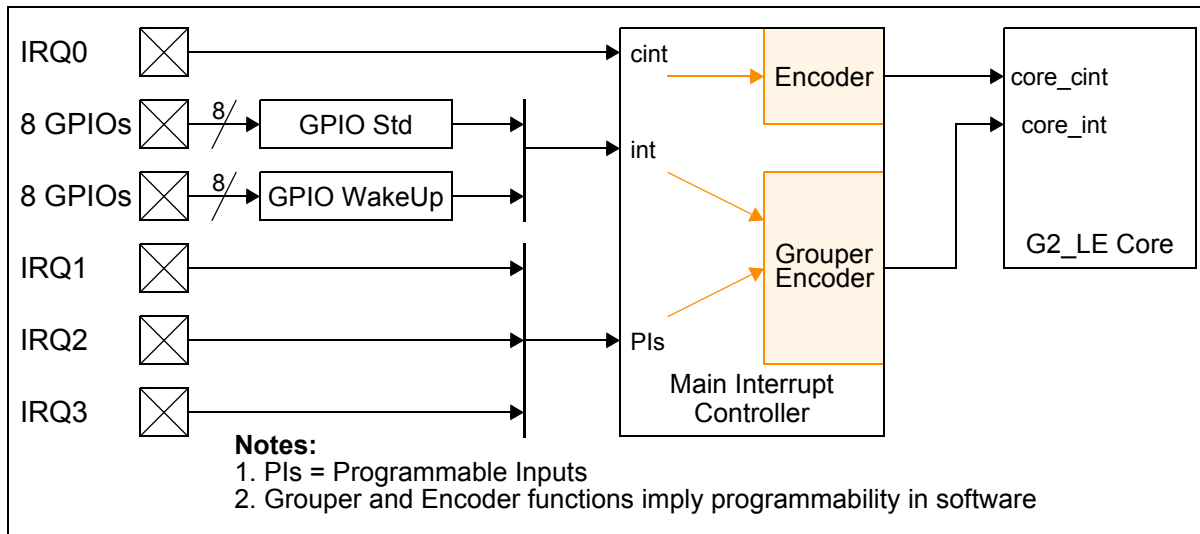 IRQ0
cint
Encoder
core_cint
8 GPIOs
8
GPIO Std
core_int
int
8 GPIOs
8
GPIO WakeUp
G2_LE Core
IRQ1
Grouper
Encoder
IRQ2
PIs
Main Interrupt
Controller
IRQ3
Notes:
1. PIs = Programmable Inputs
2. Grouper and Encoder functions imply programmability in software